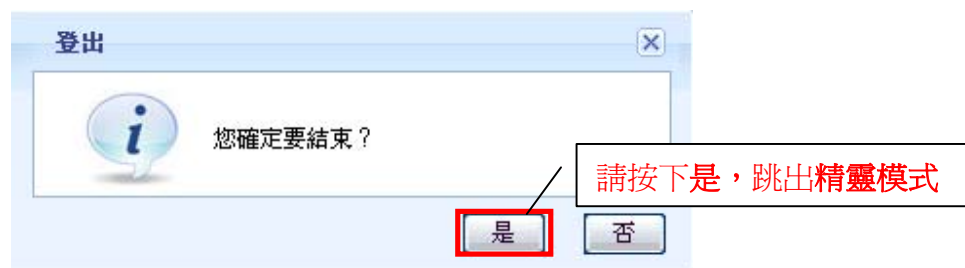 登出
您確定要結束？
請按下是，跳出精靈模式
是
否